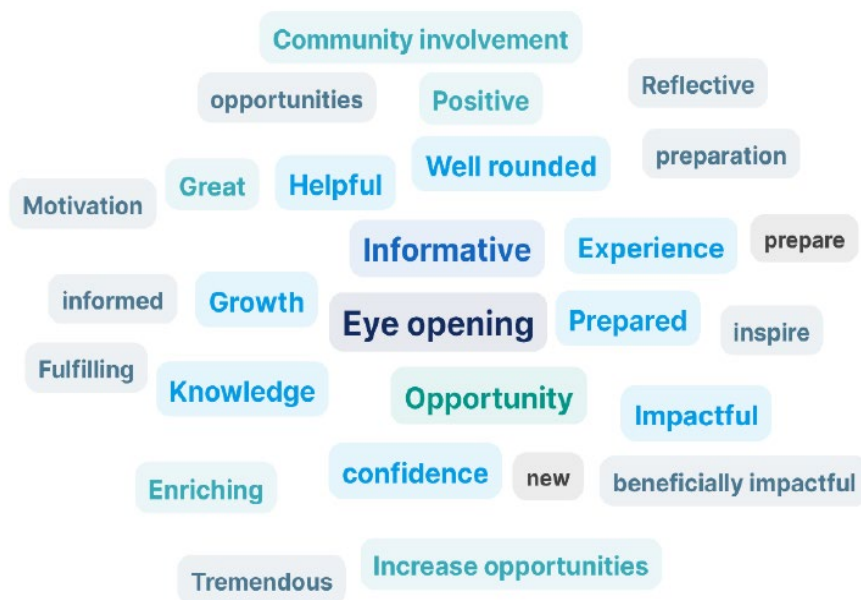 Community involvement
opportunities
Positive
Reflective
Well rounded
preparation
Great
Helpful
Motivation
Informative
Experience
prepare
informed
Growth
Eye opening
Prepared
inspire
Fulfilling
Knowledge
Opportunity
Impactful
Enriching
confidence
new
beneficially impactful
Tremendous
Increase opportunities